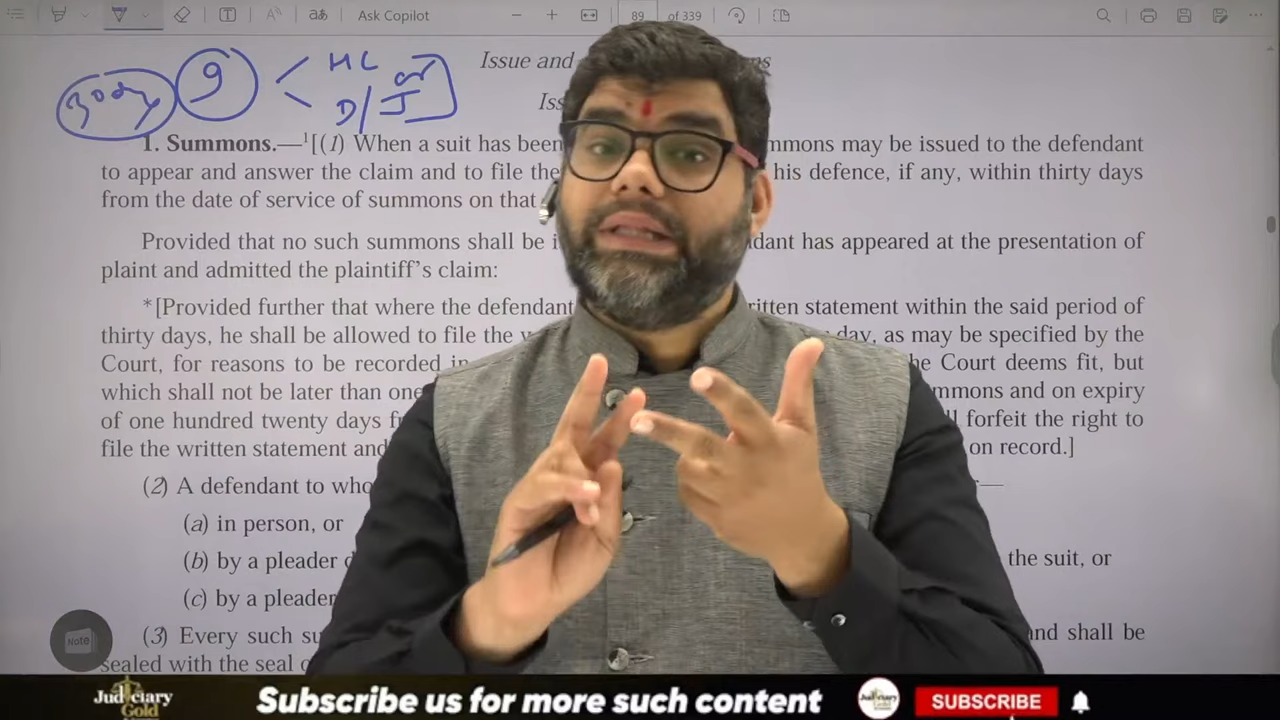 Ask Copilot
89 of 339
9 HC or
D/J
Issue and
Iss
1. Summons.—¹[(1) When a suit has been mmons may be issued to the defendant
to appear and answer the claim and to file the his defence, if any, within thirty days
from the date of service of summons on that
Provided that no such summons shall be i dant has appeared at the presentation of
plaint and admitted the plaintiff's claim:
*[Provided further that where the defendant ritten statement within the said period of
thirty days, he shall be allowed to file the w day, as may be specified by the
Court, for reasons to be recorded in he Court deems fit, but
which shall not be later than one mmons and on expiry
of one hundred twenty days fr l forfeit the right to
file the written statement and on record.]
(2) A defendant to who —
(a) in person, or
(b) by a pleader d the suit, or
(c) by a pleader
(3) Every such su and shall be
sealed with the seal o
Note
Judiciary
Gold
Subscribe us for more such content
Judiciary
Gold
SUBSCRIBE